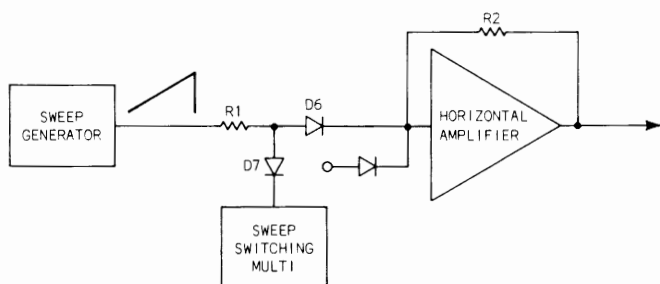 R2
SWEEP
GENERATOR
R1
D6
HORIZONTAL
AMPLIFIER
D7
SWEEP
SWITCHING
MULTI